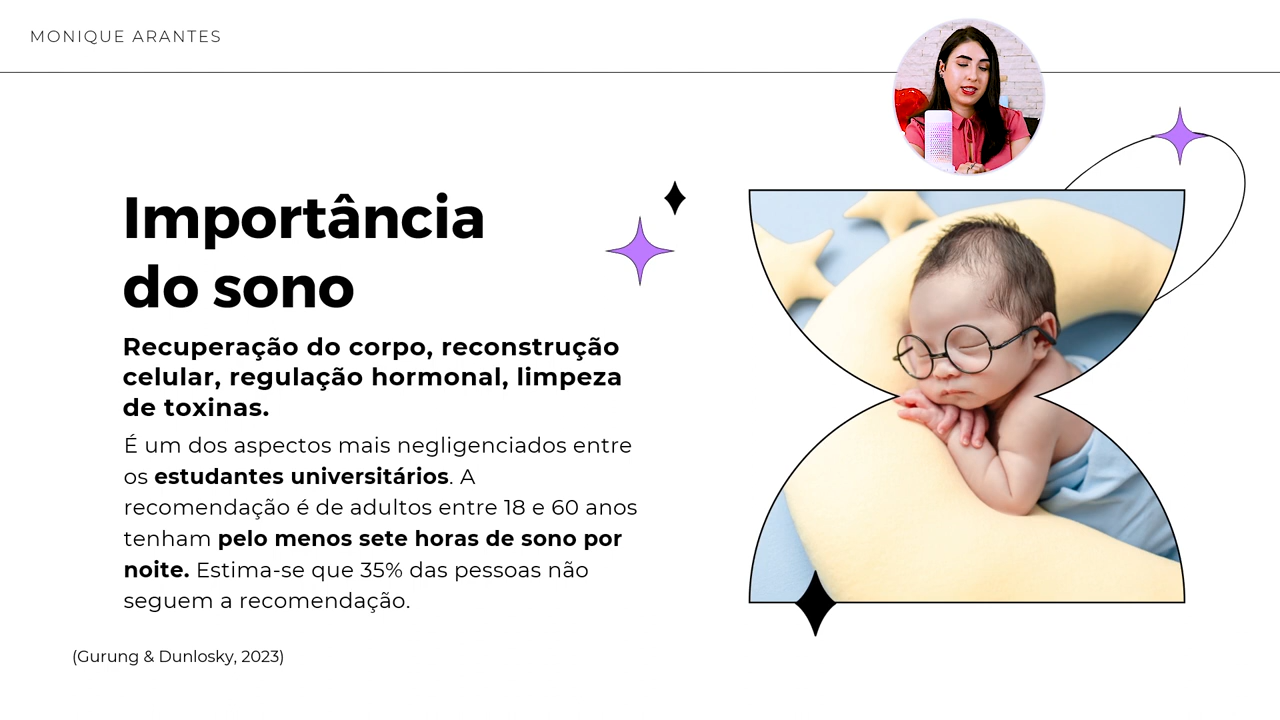 MONIQUE ARANTES
Importância
do sono
Recuperação do corpo, reconstrução
celular, regulação hormonal, limpeza
de toxinas.
É um dos aspectos mais negligenciados entre
os estudantes universitários. A
recomendação é de adultos entre 18 e 60 anos
tenham pelo menos sete horas de sono por
noite. Estima-se que 35% das pessoas não
seguem a recomendação.
(Gurung & Dunlosky, 2023)